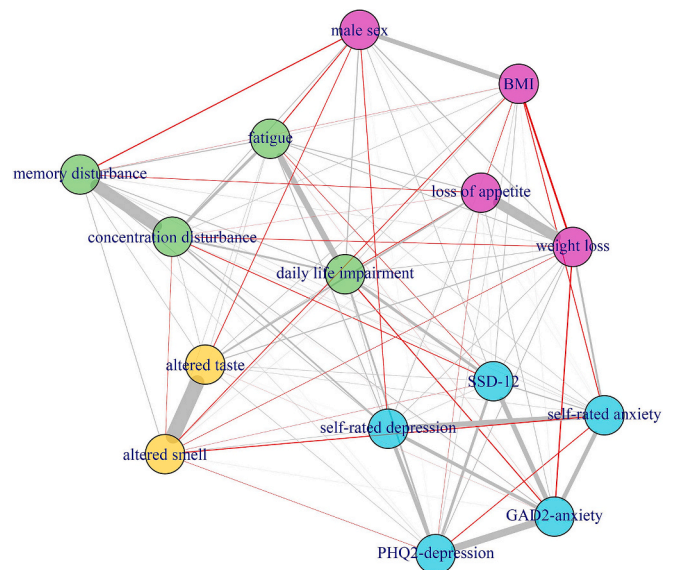 male sex
BMI
fatigue
memory disturbance
loss of appetite
concentration disturbance
weight loss
daily life impairment
altered taste
SSD-12
self-rated anxiety
self-rated depression
altered smell
GAD2-anxiety
PHQ2-depression